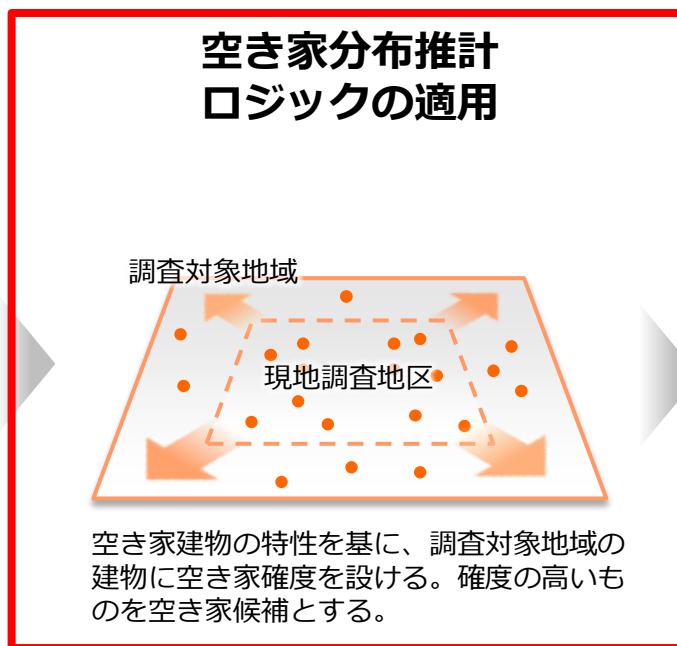 空き家分布推計
ロジックの適用
調査対象地域
現地調査地区
空き家建物の特性を基に、調査対象地域の
建物に空き家確度を設ける。確度の高いも
のを空き家候補とする。